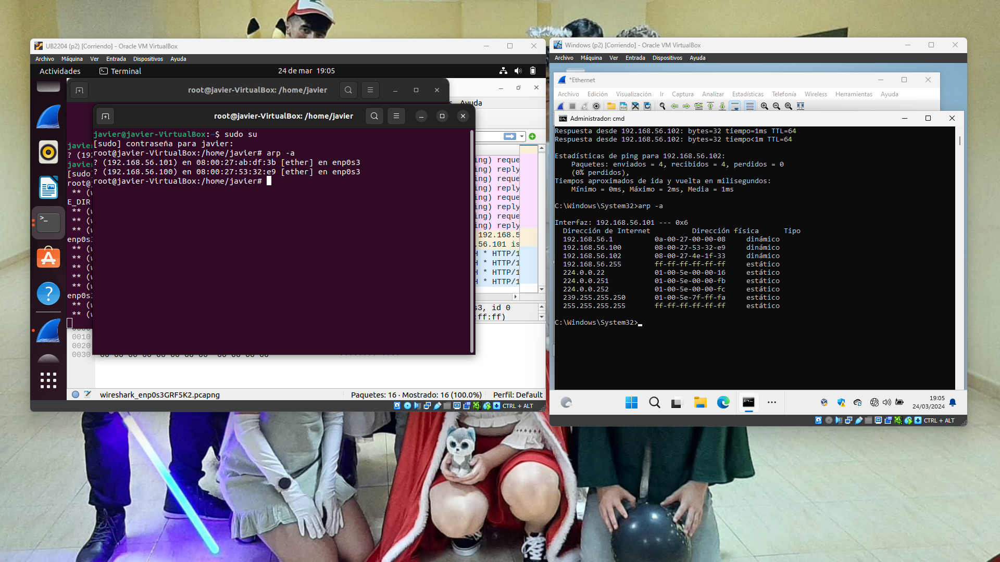 UB2204 (p2) [Corriendo] - Oracle VM VirtualBox
Archivo Máquina Ver Entrada Dispositivos Ayuda
Actividades Terminal 24 de mar 19:05
root@javier-VirtualBox: /home/javier
Ayuda
root@javier-VirtualBox: /home/javier
javier@javier-VirtualBox:~$ sudo su
[sudo] contraseña para javier:
root@javier-VirtualBox:/home/javier# arp -a
? (192.168.56.101) en 08:00:27:ab:df:3b [ether] en enp0s3
? (192.168.56.100) en 08:00:27:53:32:e9 [ether] en enp0s3
root@javier-VirtualBox:/home/javier#
javie
? (19
javie
[sudo
root@
** (
E_DIR
** (
** (
** (
enp0s
** (
** (
** (
** (
** (
enp0s
** (
** (
ing) reque
ing) reply
ing) reque
ing) reply
ing) reque
ing) reply
ing) reque
ing) reply
192.168.5
.56.101 is
H * HTTP/1
H * HTTP/1
H * HTTP/1
H * HTTP/1
s3, id 0
:ff:ff)
0000
0010
0020
0030 00 00 00 00 00 00 00 00 00 00 00 00
wireshark_enp0s3GRF5K2.pcapng Paquetes: 16 · Mostrado: 16 (100.0%) Perfil: Default
CTRL + ALT
Windows (p2) [Corriendo] - Oracle VM VirtualBox
Archivo Máquina Ver Entrada Dispositivos Ayuda
*Ethernet
Archivo Edición Visualización Ir Captura Analizar Estadísticas Telefonía Wireless Herramientas Ayuda
Administrador: cmd
Respuesta desde 192.168.56.102: bytes=32 tiempo=1ms TTL=64
Respuesta desde 192.168.56.102: bytes=32 tiempo<1m TTL=64
Estadísticas de ping para 192.168.56.102:
Paquetes: enviados = 4, recibidos = 4, perdidos = 0
(0% perdidos),
Tiempos aproximados de ida y vuelta en milisegundos:
Mínimo = 0ms, Máximo = 2ms, Media = 1ms
C:\Windows\System32>arp -a
Interfaz: 192.168.56.101 --- 0x6
Dirección de Internet Dirección física Tipo
192.168.56.1 0a-00-27-00-00-08 dinámico
192.168.56.100 08-00-27-53-32-e9 dinámico
192.168.56.102 08-00-27-4e-1f-33 dinámico
192.168.56.255 ff-ff-ff-ff-ff-ff estático
224.0.0.22 01-00-5e-00-00-16 estático
224.0.0.251 01-00-5e-00-00-fb estático
224.0.0.252 01-00-5e-00-00-fc estático
239.255.255.250 01-00-5e-7f-ff-fa estático
255.255.255.255 ff-ff-ff-ff-ff-ff estático
C:\Windows\System32>
19:05
24/03/2024
CTRL + ALT